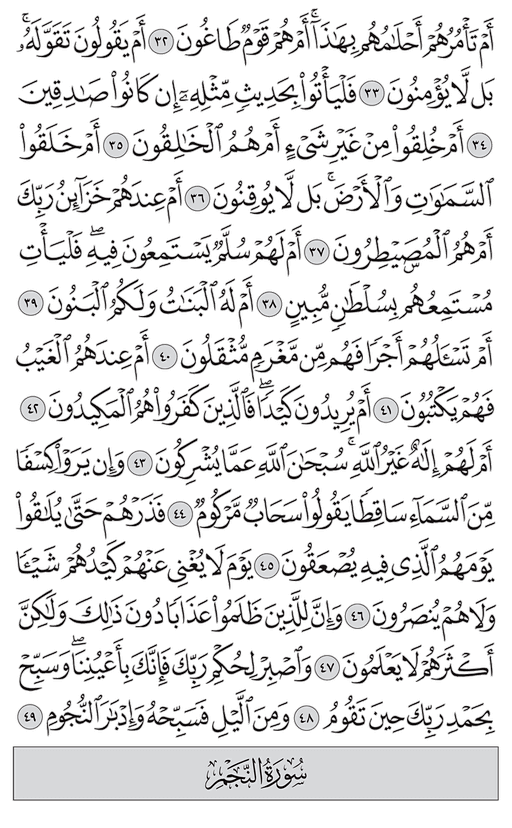 أَمۡ تَأۡمُرُهُمۡ أَحۡلَٰمُهُم بِهَٰذَآۚ أَمۡ هُمۡ قَوۡمٞ طَاغُونَ ٣٢ أَمۡ يَقُولُونَ تَقَوَّلَهُۥۚ
بَل لَّا يُؤۡمِنُونَ ٣٣ فَلۡيَأۡتُواْ بِحَدِيثٖ مِّثۡلِهِۦٓ إِن كَانُواْ صَٰدِقِينَ
٣٤ أَمۡ خُلِقُواْ مِنۡ غَيۡرِ شَيۡءٍ أَمۡ هُمُ ٱلۡخَٰلِقُونَ ٣٥ أَمۡ خَلَقُواْ
ٱلسَّمَٰوَٰتِ وَٱلۡأَرۡضَۚ بَل لَّا يُوقِنُونَ ٣٦ أَمۡ عِندَهُمۡ خَزَآئِنُ رَبِّكَ
أَمۡ هُمُ ٱلۡمُصَۜيۡطِرُونَ ٣٧ أَمۡ لَهُمۡ سُلَّمٞ يَسۡتَمِعُونَ فِيهِۖ فَلۡيَأۡتِ
مُسۡتَمِعُهُم بِسُلۡطَٰنٖ مُّبِينٍ ٣٨ أَمۡ لَهُ ٱلۡبَنَٰتُ وَلَكُمُ ٱلۡبَنُونَ ٣٩
أَمۡ تَسۡـَٔلُهُمۡ أَجۡرٗا فَهُم مِّن مَّغۡرَمٖ مُّثۡقَلُونَ ٤٠ أَمۡ عِندَهُمُ ٱلۡغَيۡبُ
فَهُمۡ يَكۡتُبُونَ ٤١ أَمۡ يُرِيدُونَ كَيۡدٗاۖ فَٱلَّذِينَ كَفَرُواْ هُمُ ٱلۡمَكِيدُونَ ٤٢
أَمۡ لَهُمۡ إِلَٰهٌ غَيۡرُ ٱللَّهِۚ سُبۡحَٰنَ ٱللَّهِ عَمَّا يُشۡرِكُونَ ٤٣ وَإِن يَرَوۡاْ كِسۡفٗا
مِّنَ ٱلسَّمَآءِ سَاقِطٗا يَقُولُواْ سَحَابٞ مَّرۡكُومٞ ٤٤ فَذَرۡهُمۡ حَتَّىٰ يُلَٰقُواْ
يَوۡمَهُمُ ٱلَّذِي فِيهِ يُصۡعَقُونَ ٤٥ يَوۡمَ لَا يُغۡنِي عَنۡهُمۡ كَيۡدُهُمۡ شَيۡـٔٗا
وَلَا هُمۡ يُنصَرُونَ ٤٦ وَإِنَّ لِلَّذِينَ ظَلَمُواْ عَذَابٗا دُونَ ذَٰلِكَ وَلَٰكِنَّ
أَكۡثَرَهُمۡ لَا يَعۡلَمُونَ ٤٧ وَٱصۡبِرۡ لِحُكۡمِ رَبِّكَ فَإِنَّكَ بِأَعۡيُنِنَاۖ وَسَبِّحۡ
بِحَمۡدِ رَبِّكَ حِينَ تَقُومُ ٤٨ وَمِنَ ٱلَّيۡلِ فَسَبِّحۡهُ وَإِدۡبَٰرَ ٱلنُّجُومِ ٤٩
سُورَةُ النَّجۡمِ